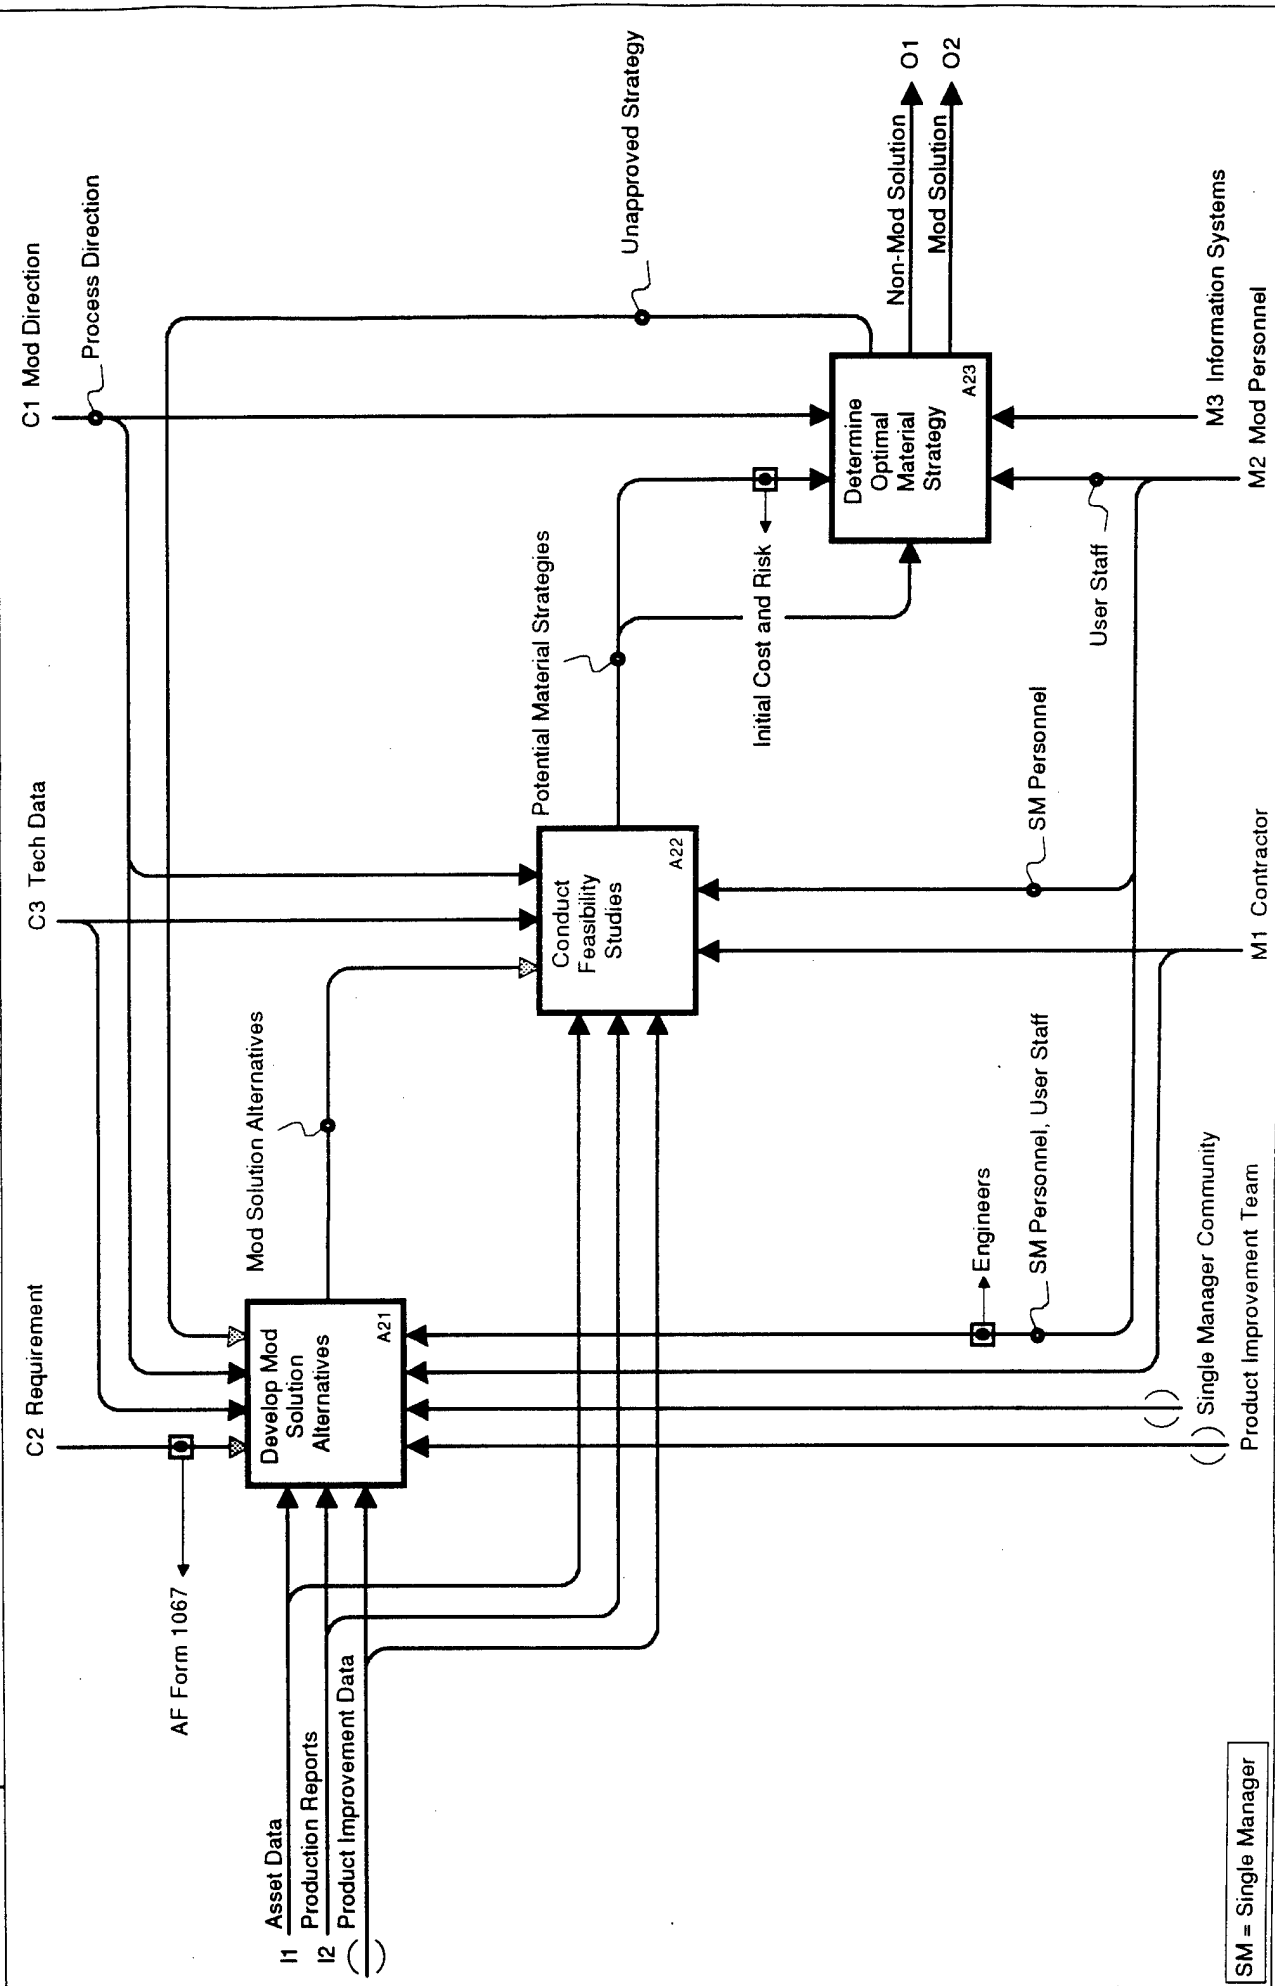 C2 Requirement
C3 Tech Data
C1 Mod Direction
Process Direction
AF Form 1067
Mod Solution Alternatives
Unapproved Strategy
I1 Asset Data
I2 Production Reports
( ) Product Improvement Data
Develop Mod
Solution
Alternatives
A21
Potential Material Strategies
Conduct
Feasibility
Studies
A22
Initial Cost and Risk
Determine
Optimal
Material
Strategy
A23
Non-Mod Solution O1
Mod Solution O2
Engineers
SM Personnel, User Staff
SM Personnel
User Staff
( ) Single Manager Community
( ) Product Improvement Team
M1 Contractor
M3 Information Systems
M2 Mod Personnel
SM = Single Manager